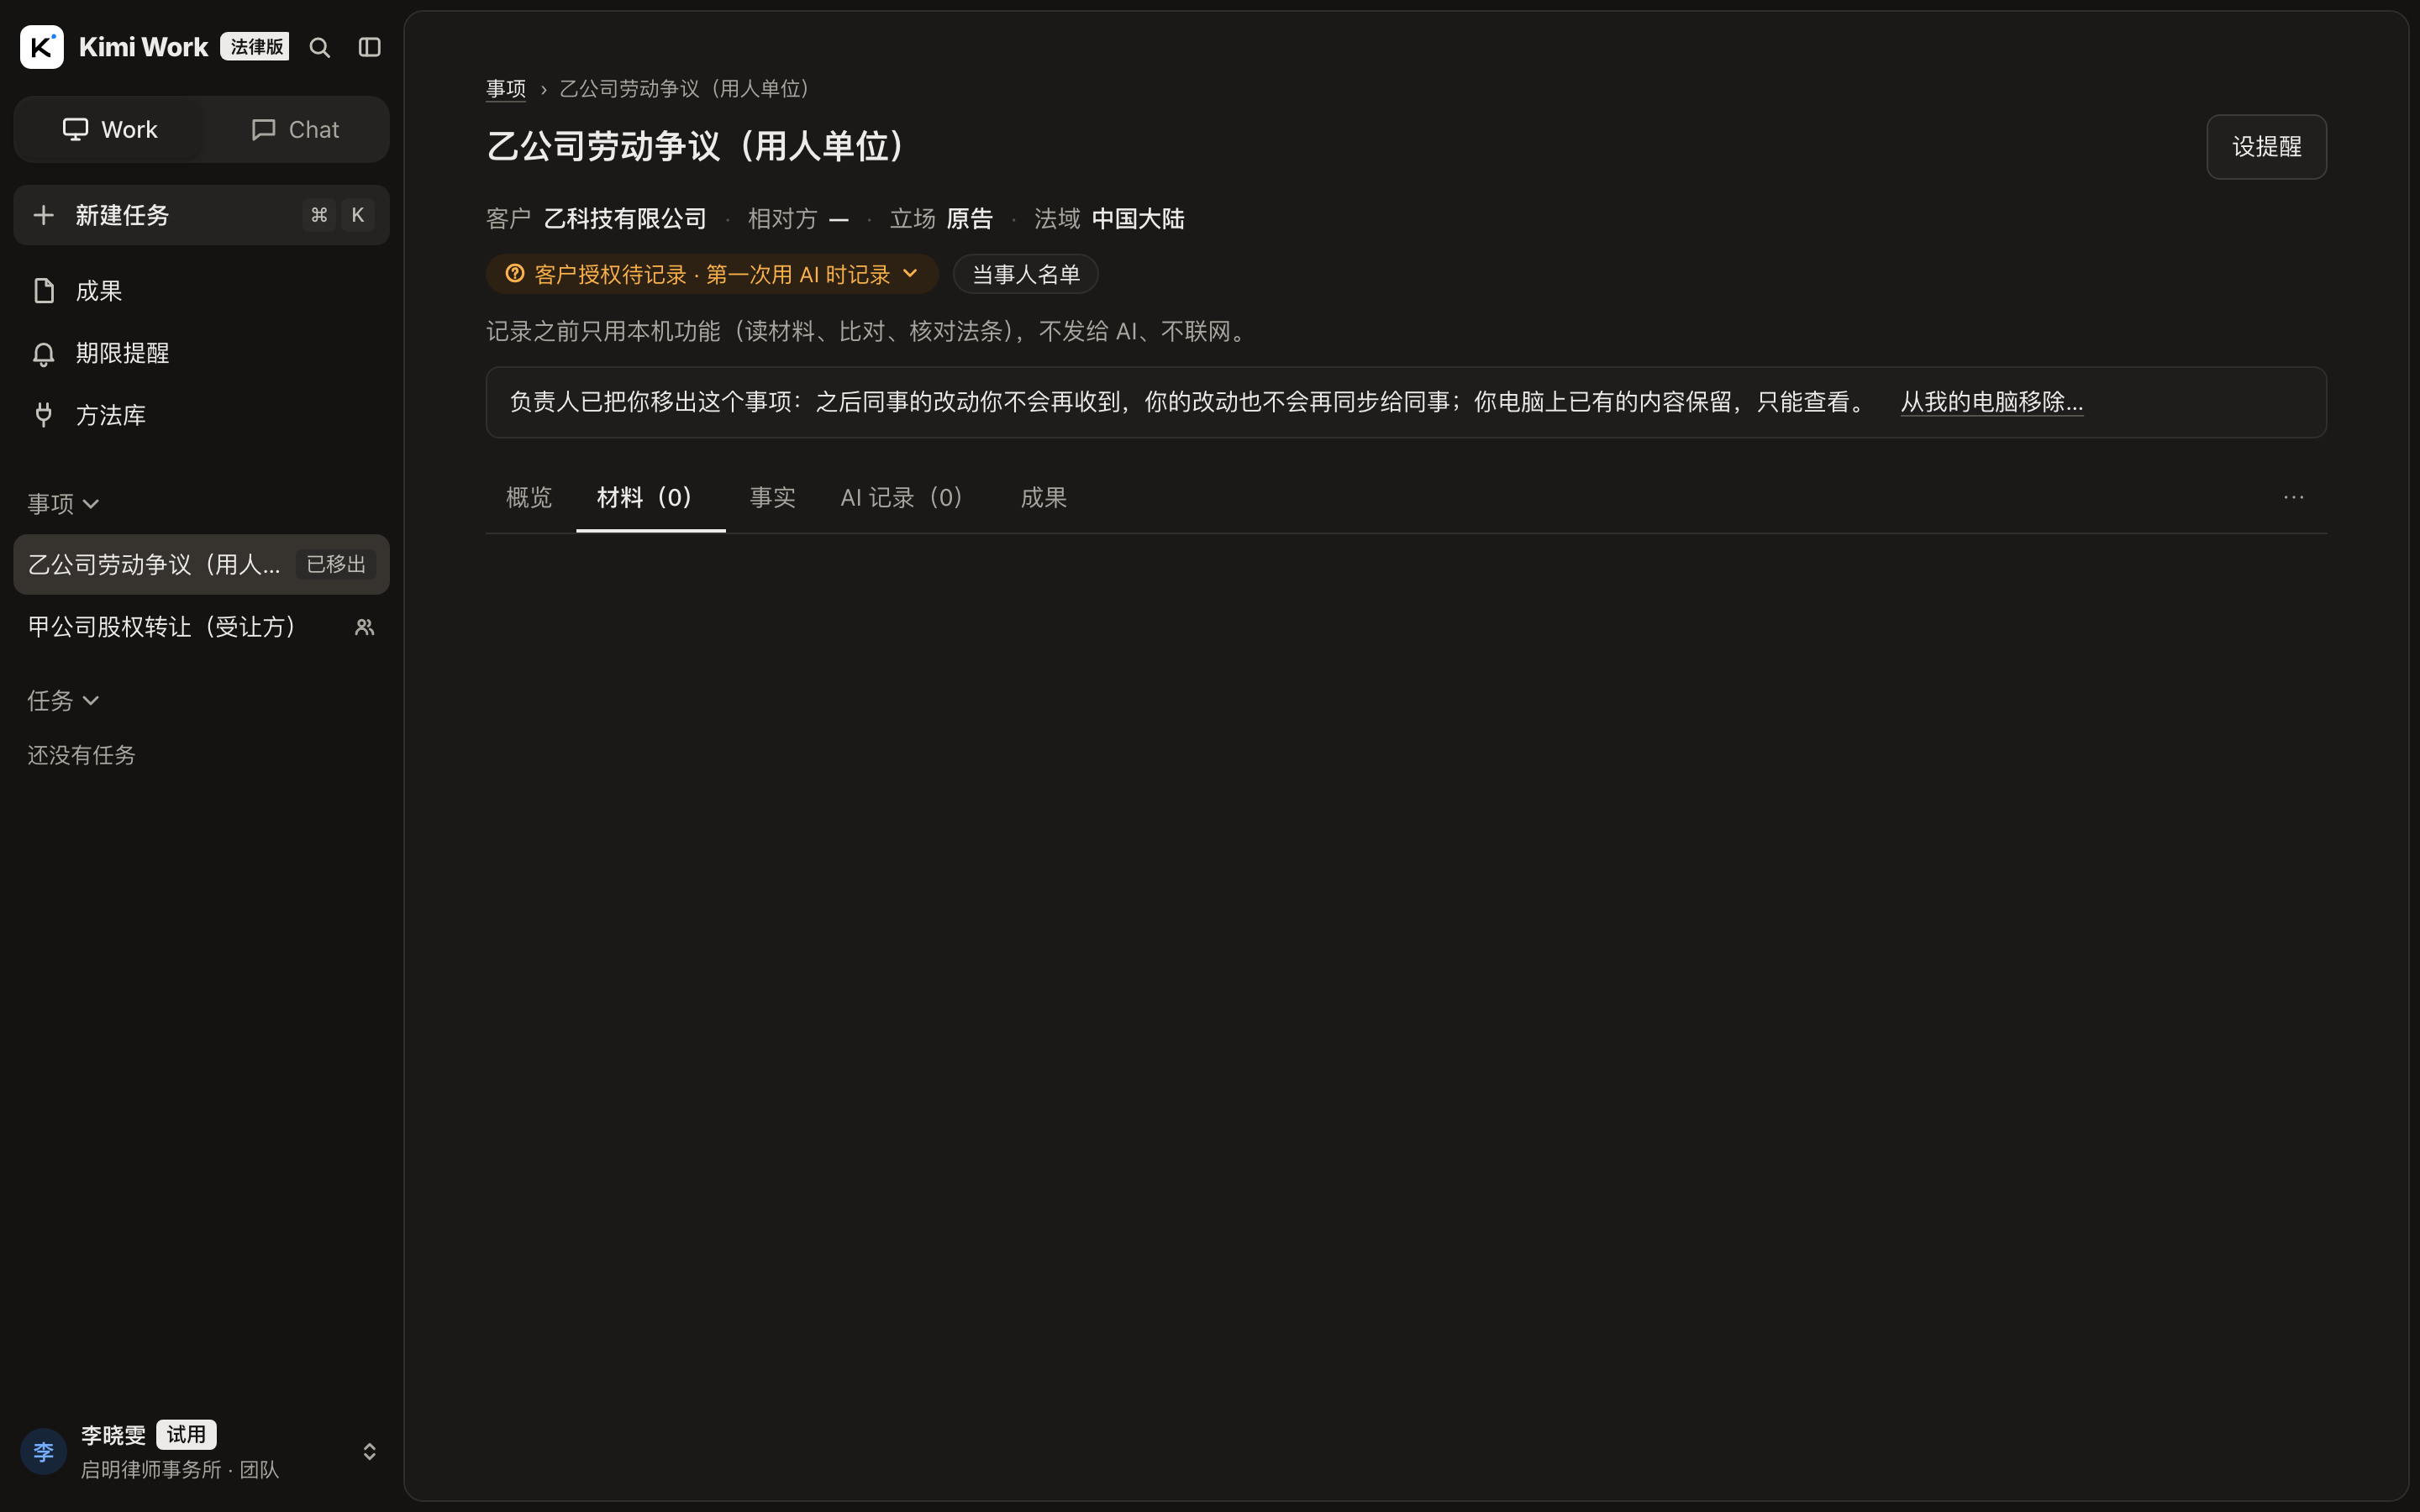 Kimi Work 法律版
Work Chat
新建任务 ⌘ K
成果
期限提醒
方法库
事项
乙公司劳动争议（用人... 已移出
甲公司股权转让（受让方）
任务
还没有任务
李 李晓雯 试用
启明律师事务所 · 团队
事项 › 乙公司劳动争议（用人单位）
乙公司劳动争议（用人单位）
设提醒
客户 乙科技有限公司 · 相对方 — · 立场 原告 · 法域 中国大陆
客户授权待记录 · 第一次用 AI 时记录 当事人名单
记录之前只用本机功能（读材料、比对、核对法条），不发给 AI、不联网。
负责人已把你移出这个事项：之后同事的改动你不会再收到，你的改动也不会再同步给同事；你电脑上已有的内容保留，只能查看。 从我的电脑移除...
概览 材料（0） 事实 AI 记录（0） 成果 ...